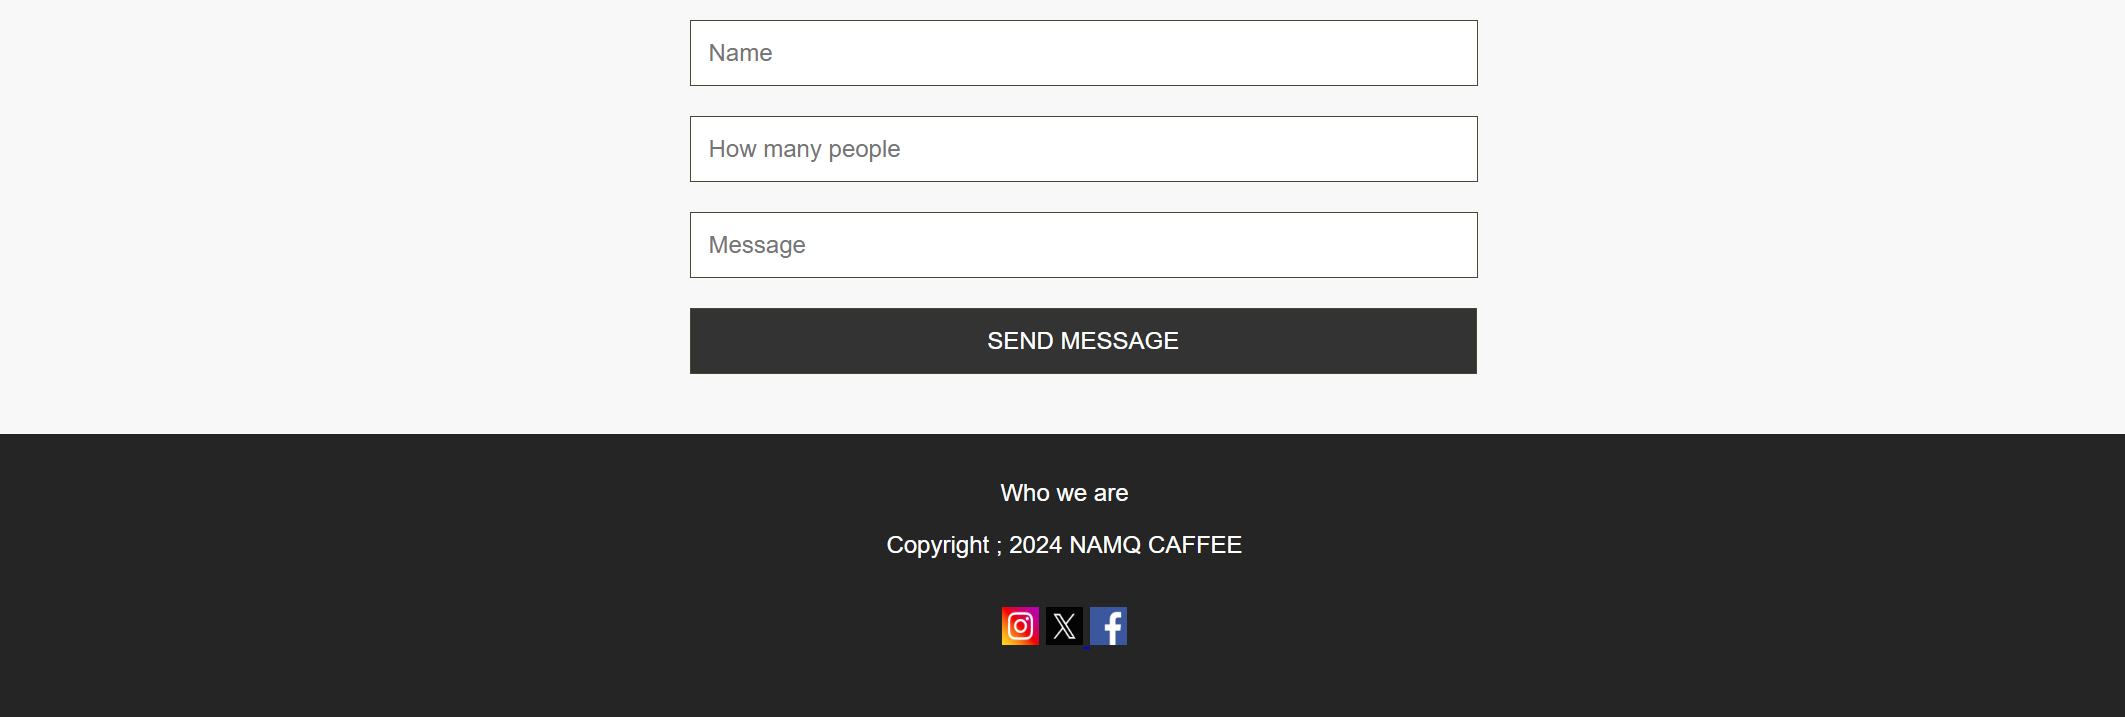 Name
How many people
Message
SEND MESSAGE
Who we are
Copyright ; 2024 NAMQ CAFFEE